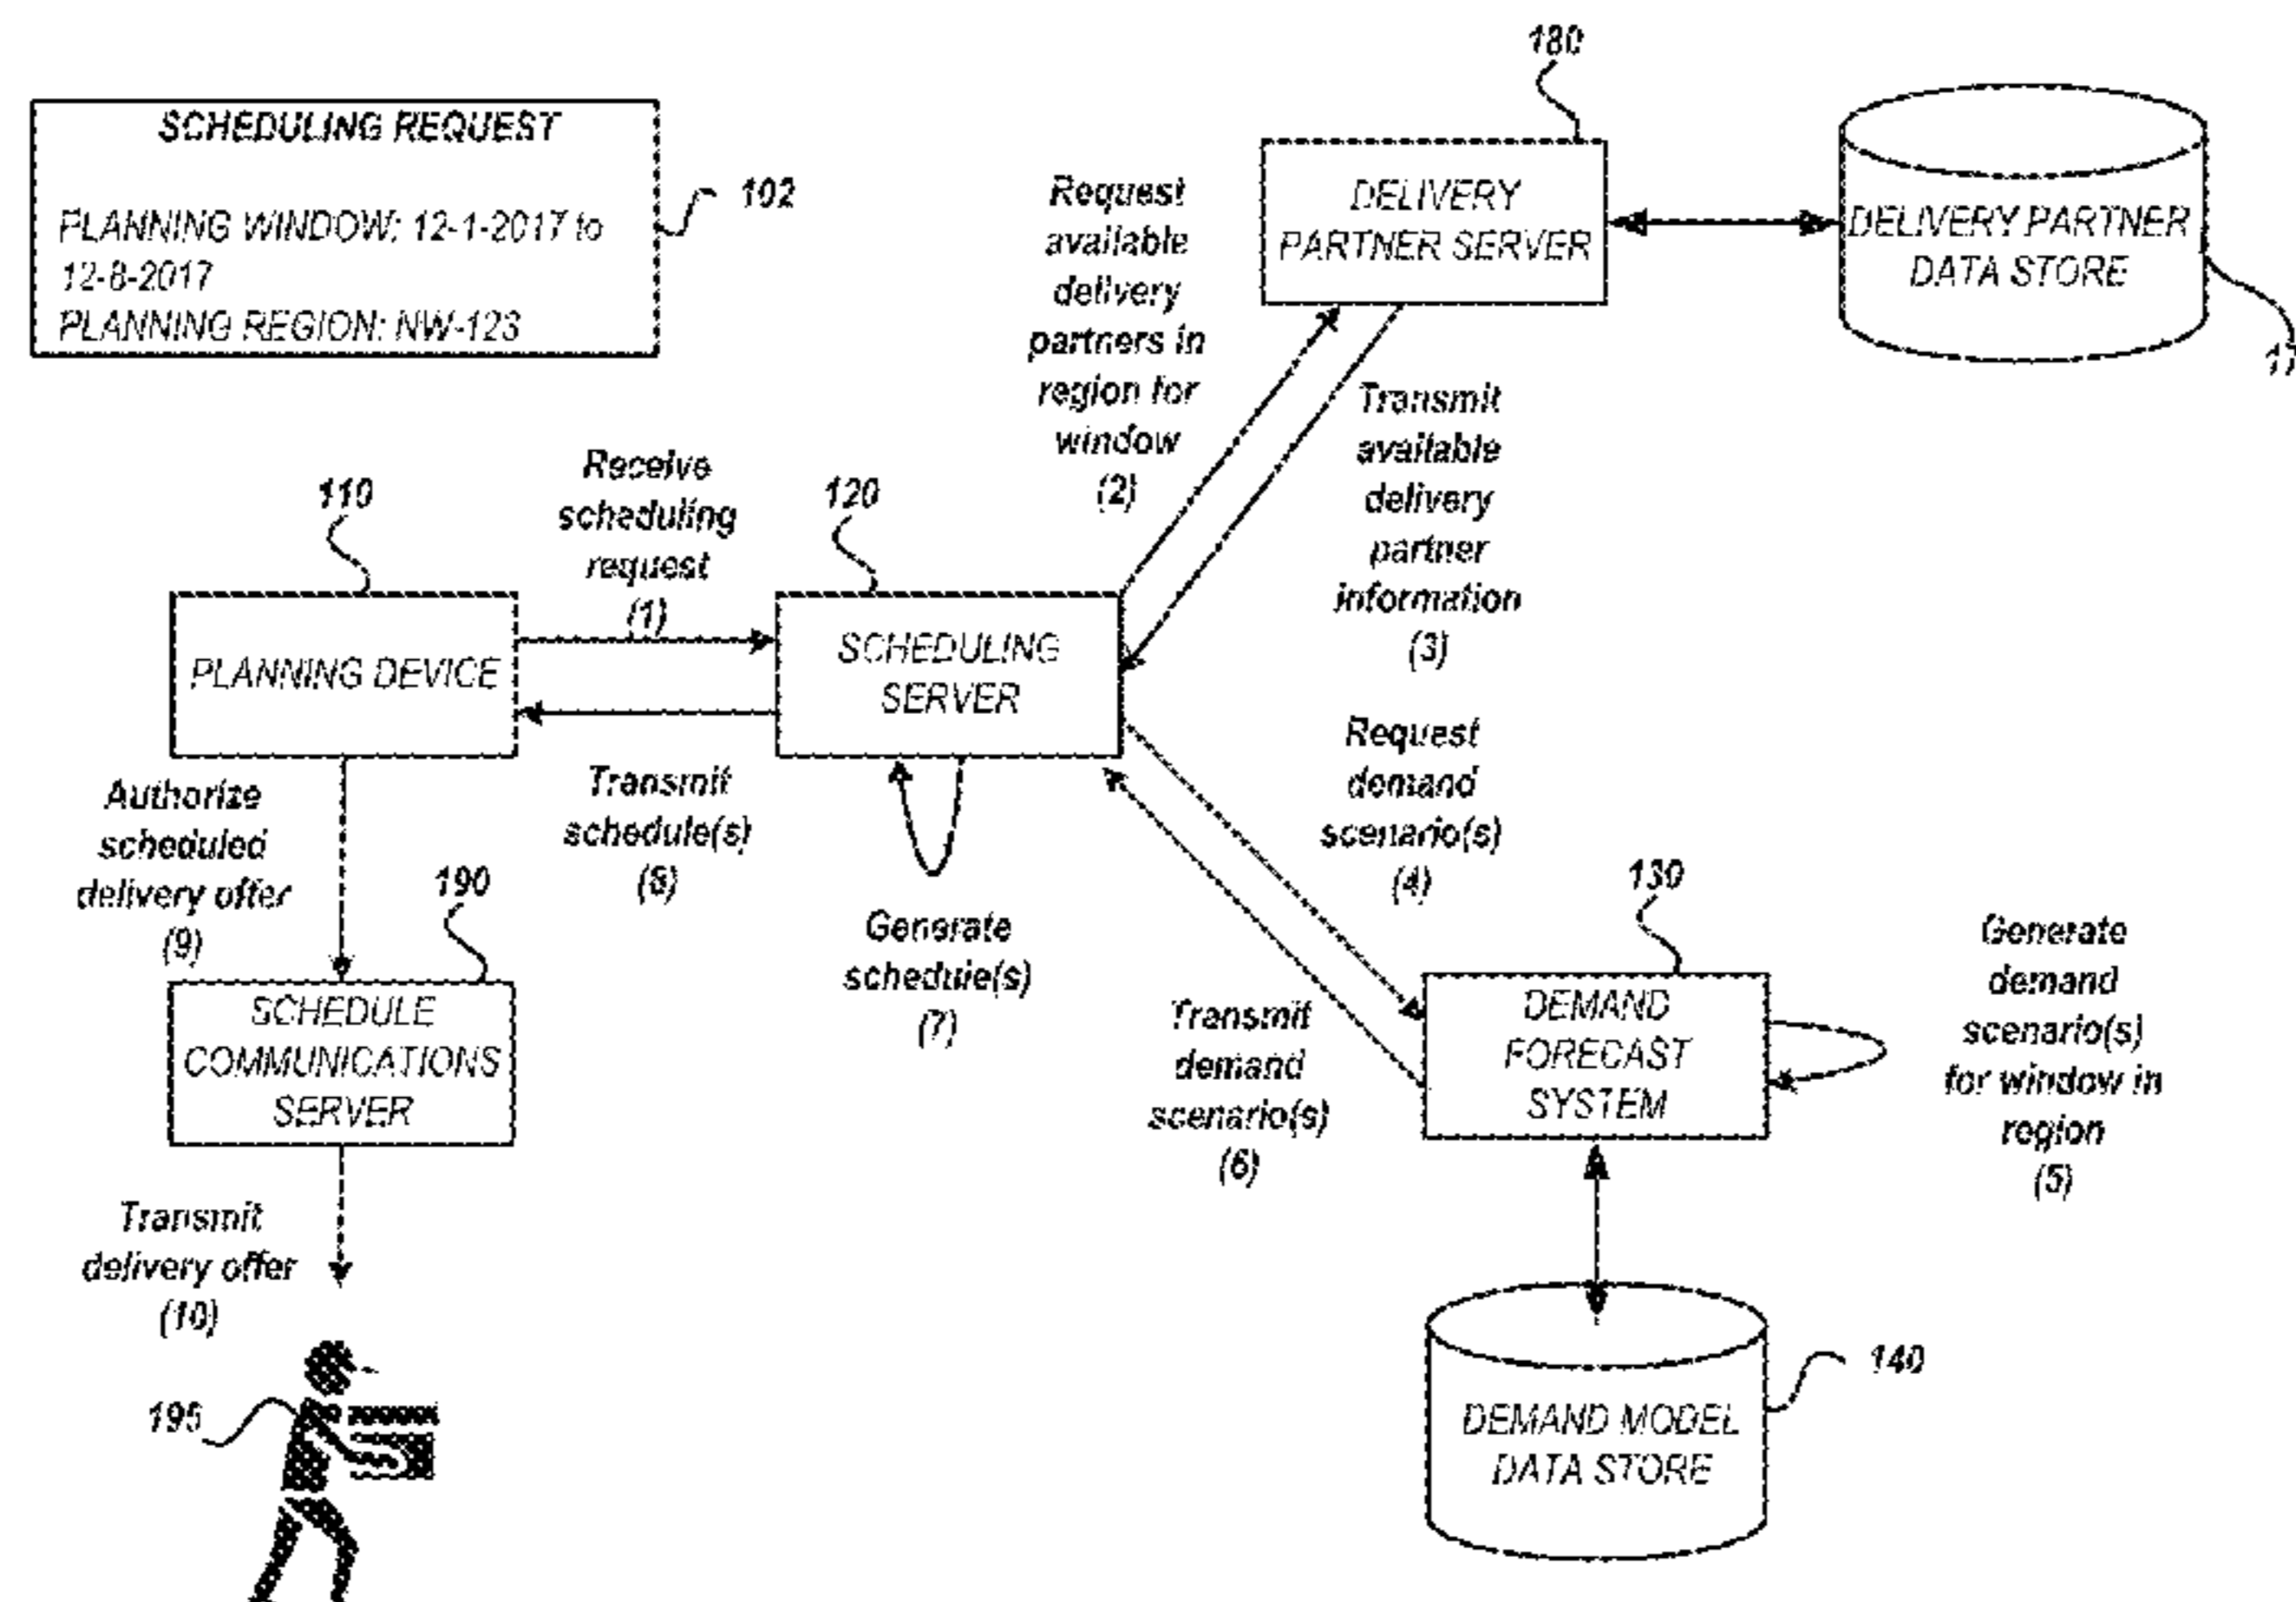 180
SCHEDULING REQUEST
PLANNING WINDOW: 12-1-2017 to
12-8-2017
PLANNING REGION: NW-123
102
Request
available
delivery
partners in
region for
window
(2)
DELIVERY
PARTNER SERVER
DELIVERY PARTNER
DATA STORE
Transmit
available
delivery
partner
information
(3)
110
Receive
scheduling
request
(1)
120
PLANNING DEVICE
SCHEDULING
SERVER
Authorize
scheduled
delivery offer
(9)
Transmit
schedule(s)
(8)
Generate
schedule(s)
(7)
Request
demand
scenario(s)
(4)
190
SCHEDULE
COMMUNICATIONS
SERVER
Transmit
demand
scenario(s)
(6)
130
DEMAND
FORECAST
SYSTEM
Generate
demand
scenario(s)
for window in
region
(5)
Transmit
delivery offer
(10)
195
140
DEMAND MODEL
DATA STORE